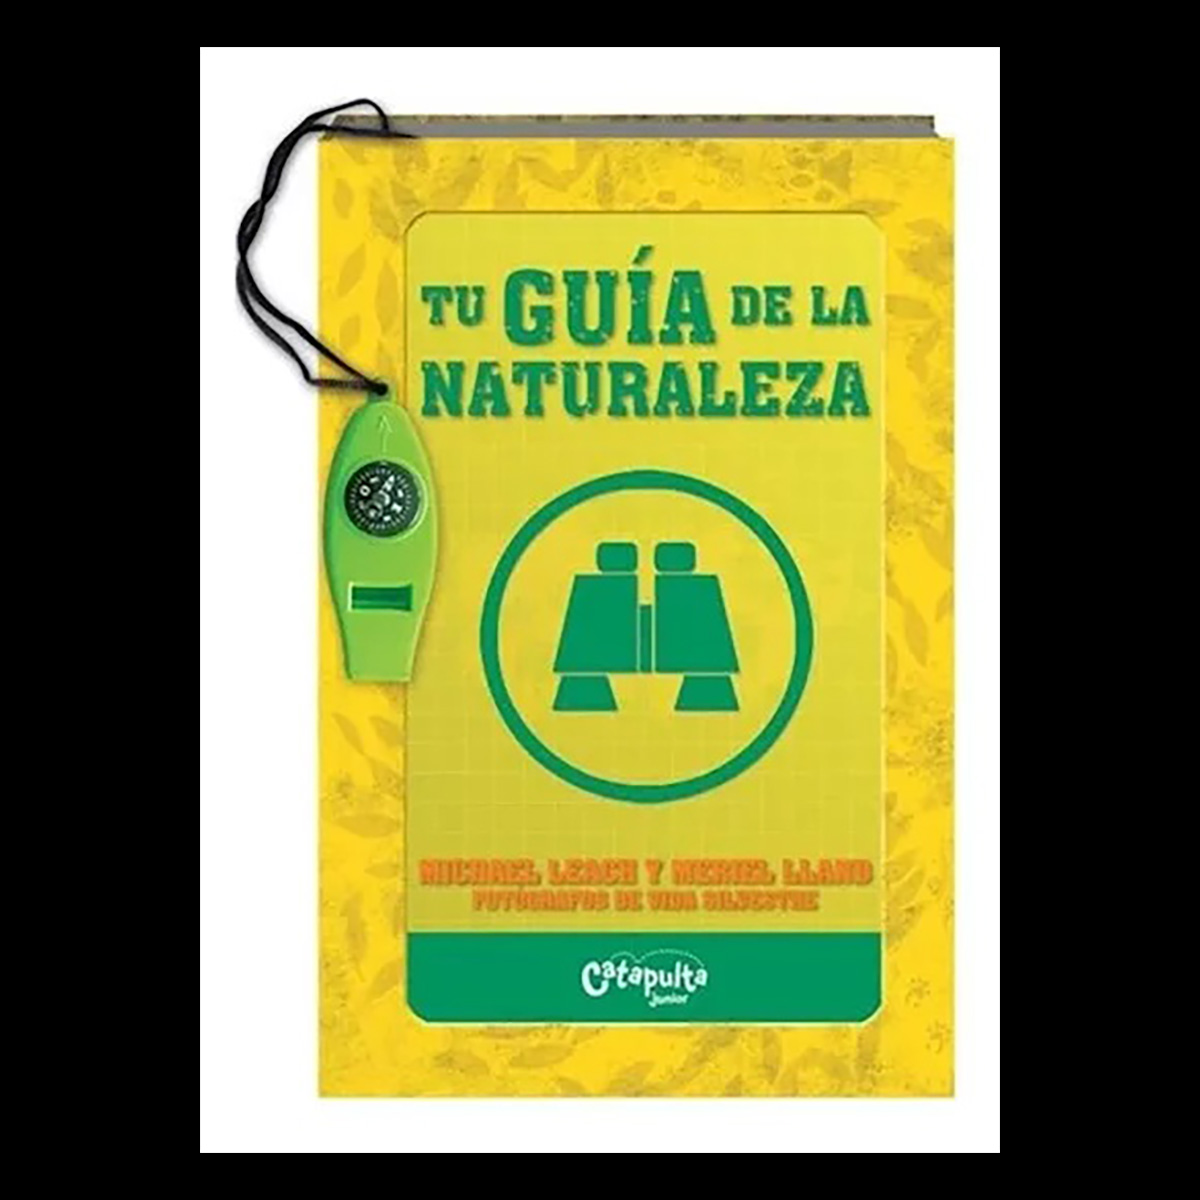 TU GUÍA DE LA
NATURALEZA
MICHAEL LEACH Y MERIEL LLAND
FOTÓGRAFOS DE VIDA SILVESTRE
Catapulta
junior